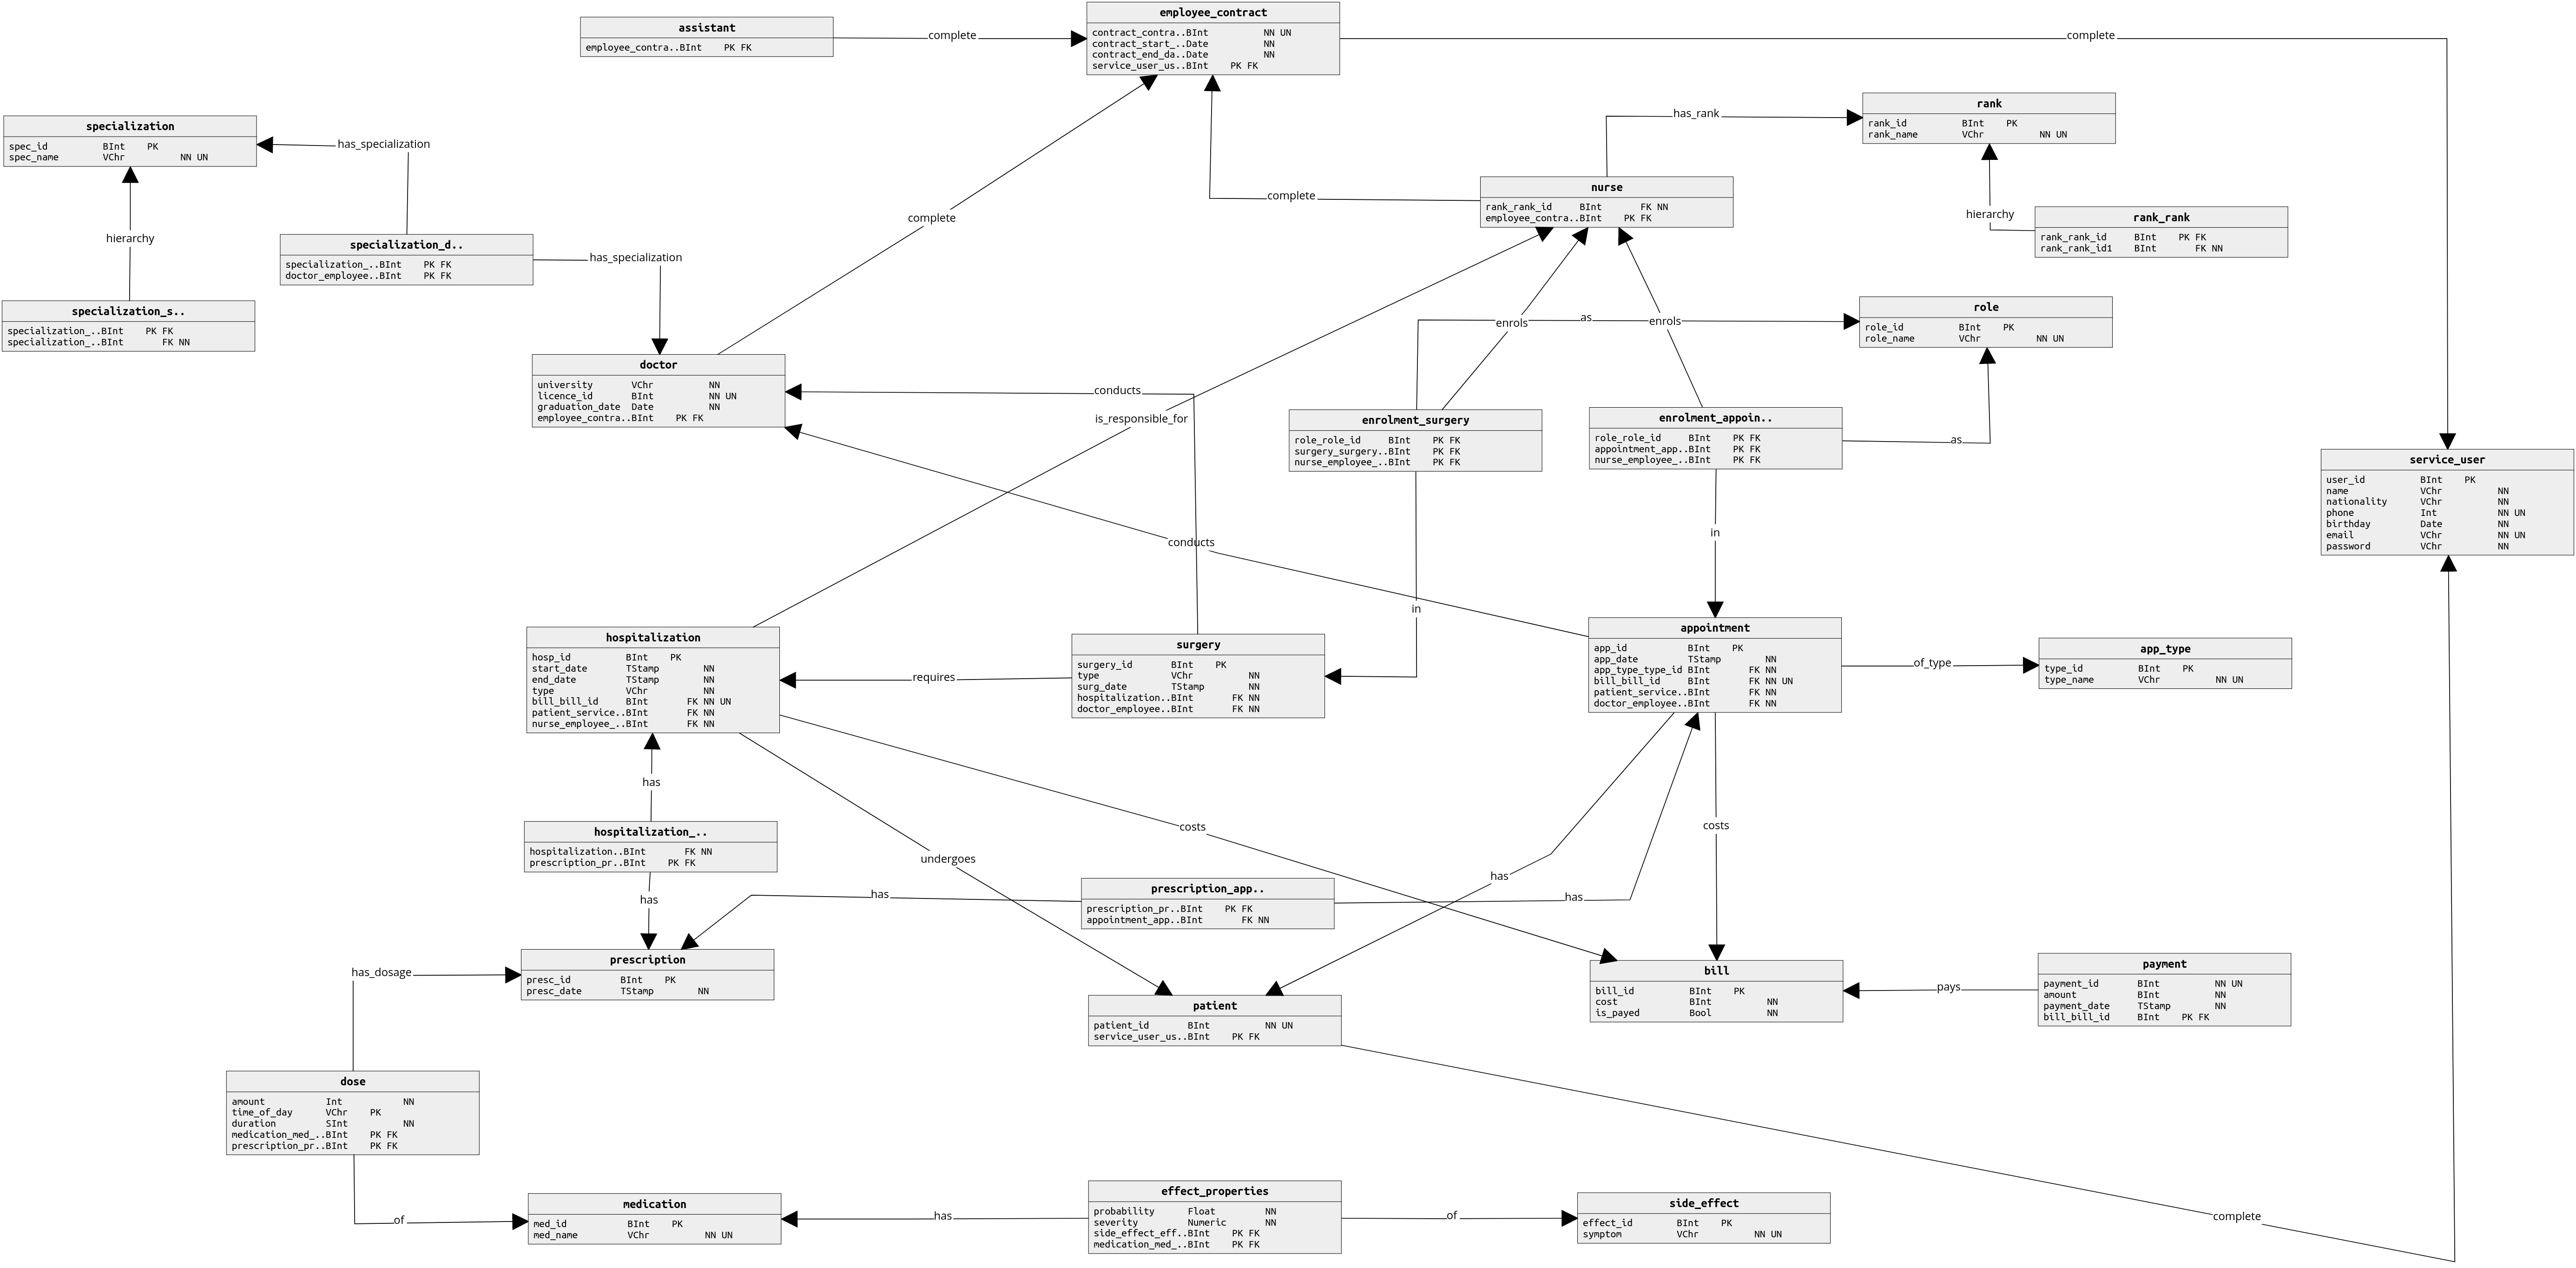 assistant
employee_contra..BInt PK FK
complete
employee_contract
contract_contra..BInt NN UN
contract_start_..Date NN
contract_end_da..Date NN
service_user_us..BInt PK FK
complete
specialization
spec_id BInt PK
spec_name VChr NN UN
has_specialization
hierarchy
specialization_s..
specialization_..BInt PK FK
specialization_..BInt FK NN
specialization_d..
specialization_..BInt PK FK
doctor_employee..BInt PK FK
has_specialization
complete
complete
has_rank
rank
rank_id BInt PK
rank_name VChr NN UN
nurse
rank_rank_id BInt FK NN
employee_contra..BInt PK FK
hierarchy
rank_rank
rank_rank_id BInt PK FK
rank_rank_id1 BInt FK NN
role
role_id BInt PK
role_name VChr NN UN
enrols
as
enrols
doctor
university VChr NN
licence_id BInt NN UN
graduation_date Date NN
employee_contra..BInt PK FK
conducts
is_responsible_for
enrolment_surgery
role_role_id BInt PK FK
surgery_surgery..BInt PK FK
nurse_employee_..BInt PK FK
enrolment_appoin..
role_role_id BInt PK FK
appointment_app..BInt PK FK
nurse_employee_..BInt PK FK
as
service_user
user_id BInt PK
name VChr NN
nationality VChr NN
phone Int NN UN
birthday Date NN
email VChr NN UN
password VChr NN
conducts
in
in
hospitalization
hosp_id BInt PK
start_date TStamp NN
end_date TStamp NN
type VChr NN
bill_bill_id BInt FK NN UN
patient_service..BInt FK NN
nurse_employee_..BInt FK NN
requires
surgery
surgery_id BInt PK
type VChr NN
surg_date TStamp NN
hospitalization..BInt FK NN
doctor_employee..BInt FK NN
appointment
app_id BInt PK
app_date TStamp NN
app_type_type_id BInt FK NN
bill_bill_id BInt FK NN UN
patient_service..BInt FK NN
doctor_employee..BInt FK NN
of_type
app_type
type_id BInt PK
type_name VChr NN UN
has
hospitalization_..
hospitalization..BInt FK NN
prescription_pr..BInt PK FK
has
undergoes
costs
costs
has
has
prescription_app..
prescription_pr..BInt PK FK
appointment_app..BInt FK NN
has
has_dosage
prescription
presc_id BInt PK
presc_date TStamp NN
patient
patient_id BInt NN UN
service_user_us..BInt PK FK
bill
bill_id BInt PK
cost BInt NN
is_payed Bool NN
pays
payment
payment_id BInt NN UN
amount BInt NN
payment_date TStamp NN
bill_bill_id BInt PK FK
dose
amount Int NN
time_of_day VChr PK
duration SInt NN
medication_med_..BInt PK FK
prescription_pr..BInt PK FK
of
medication
med_id BInt PK
med_name VChr NN UN
has
effect_properties
probability Float NN
severity Numeric NN
side_effect_eff..BInt PK FK
medication_med_..BInt PK FK
of
side_effect
effect_id BInt PK
symptom VChr NN UN
complete